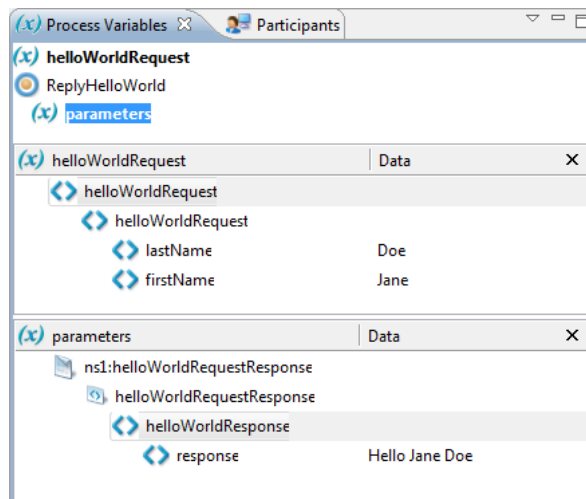 (x) Process Variables Participants
(x) helloWorldRequest
ReplyHelloWorld
(x) parameters
(x) helloWorldRequest Data
helloWorldRequest
helloWorldRequest
lastName Doe
firstName Jane
(x) parameters Data
ns1:helloWorldRequestResponse
helloWorldRequestResponse
helloWorldResponse
response Hello Jane Doe